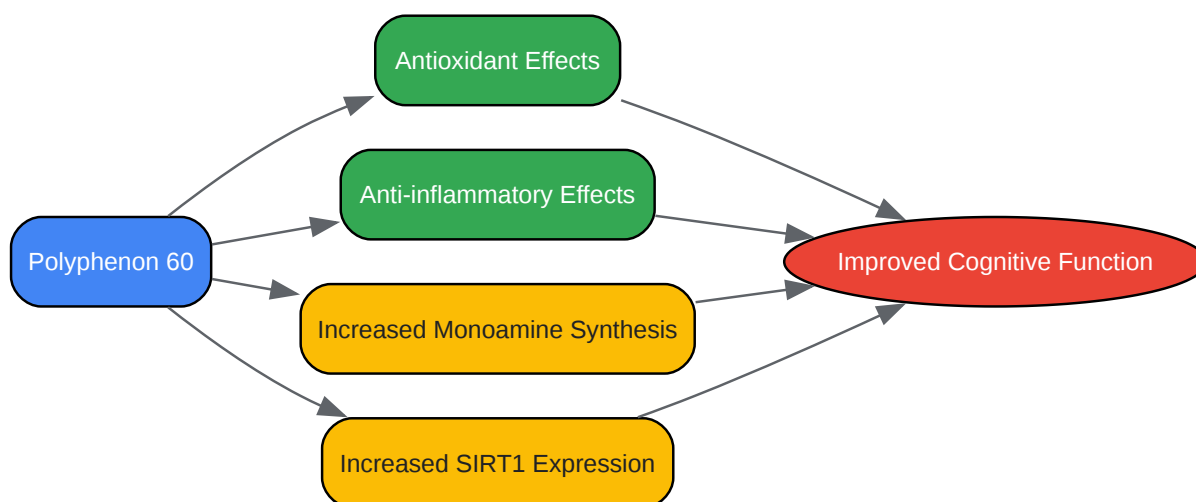 Antioxidant Effects
Anti-inflammatory Effects
Polyphenon 60
Improved Cognitive Function
Increased Monoamine Synthesis
Increased SIRT1 Expression